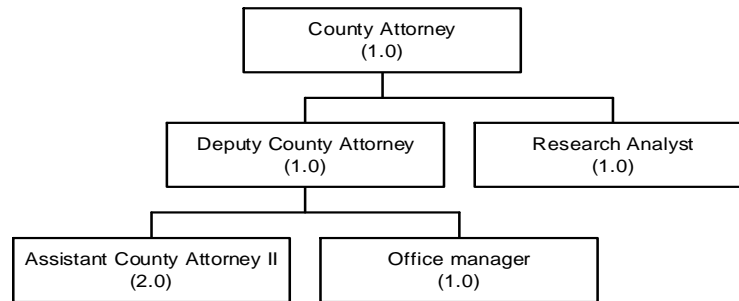 County Attorney
(1.0)
Deputy County Attorney
(1.0)
Research Analyst
(1.0)
Assistant County Attorney II
(2.0)
Office manager
(1.0)